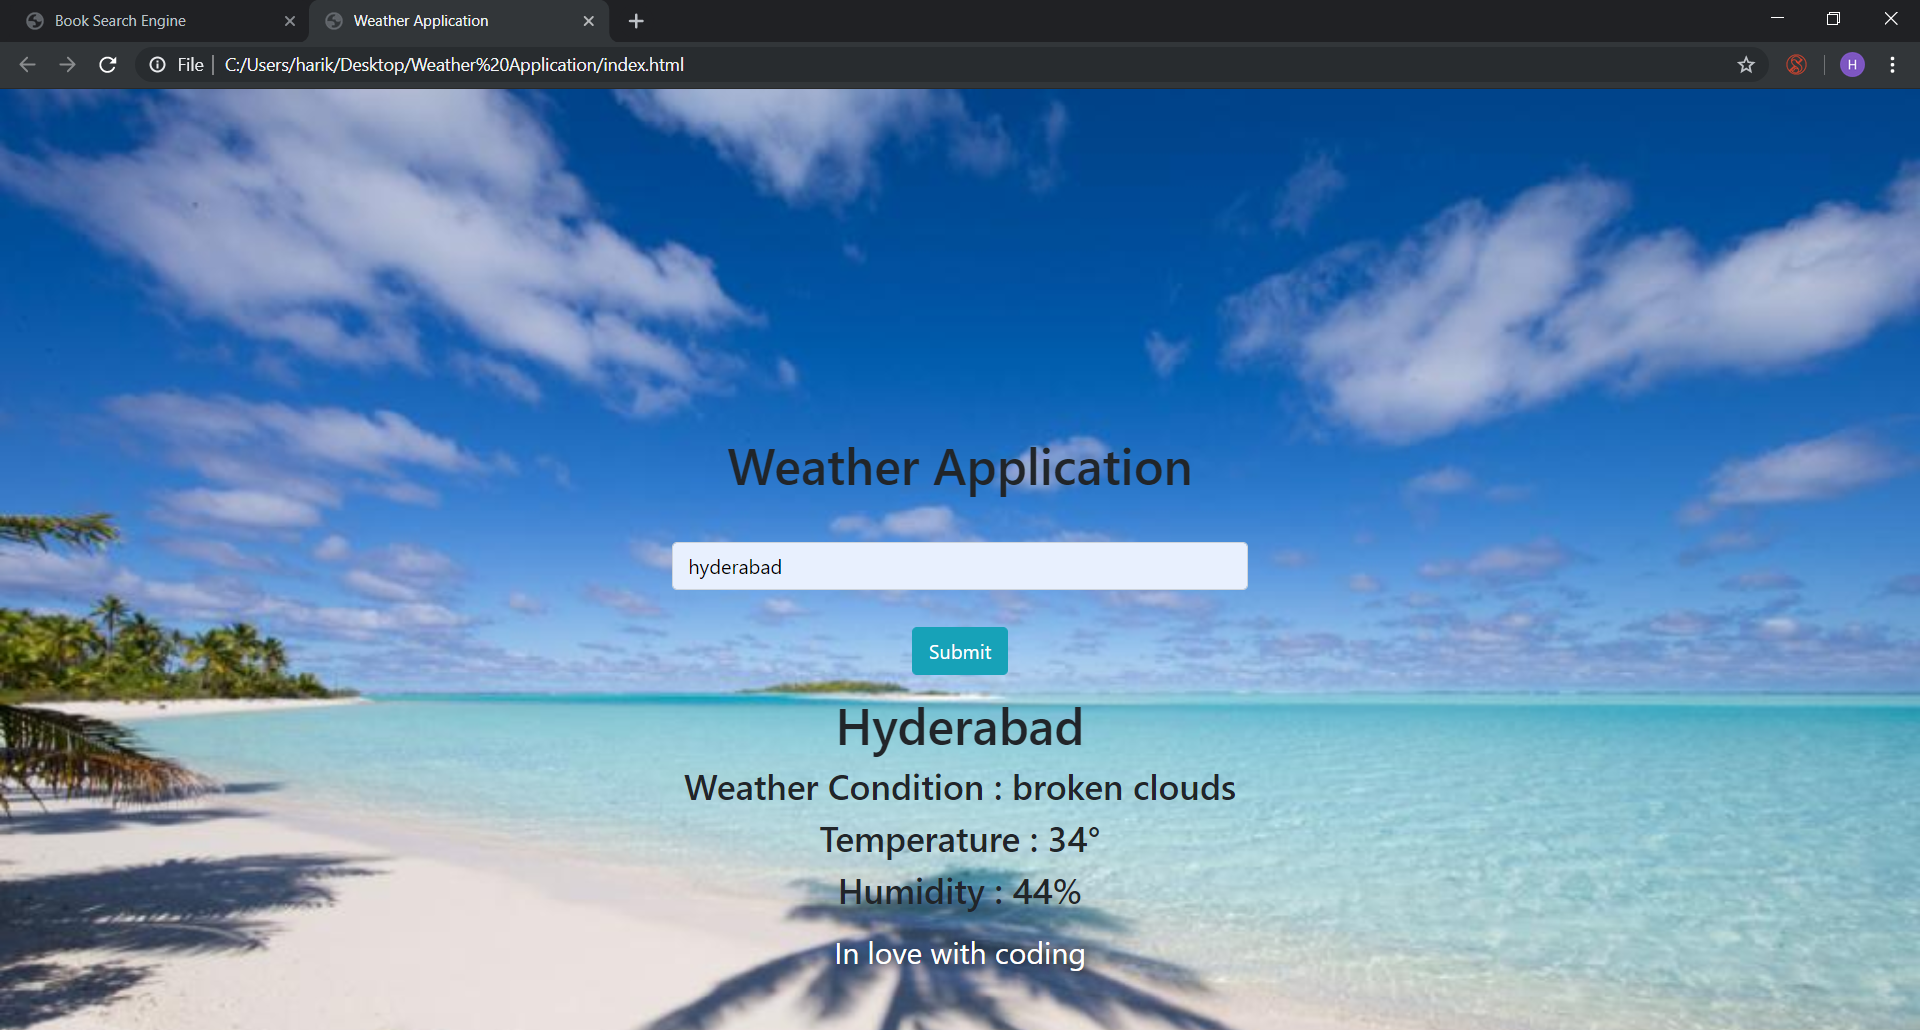 Book Search Engine
Weather Application
File C:/Users/harik/Desktop/Weather%20Application/index.html
H
Weather Application
hyderabad
Submit
Hyderabad
Weather Condition : broken clouds
Temperature : 34°
Humidity : 44%
In love with coding